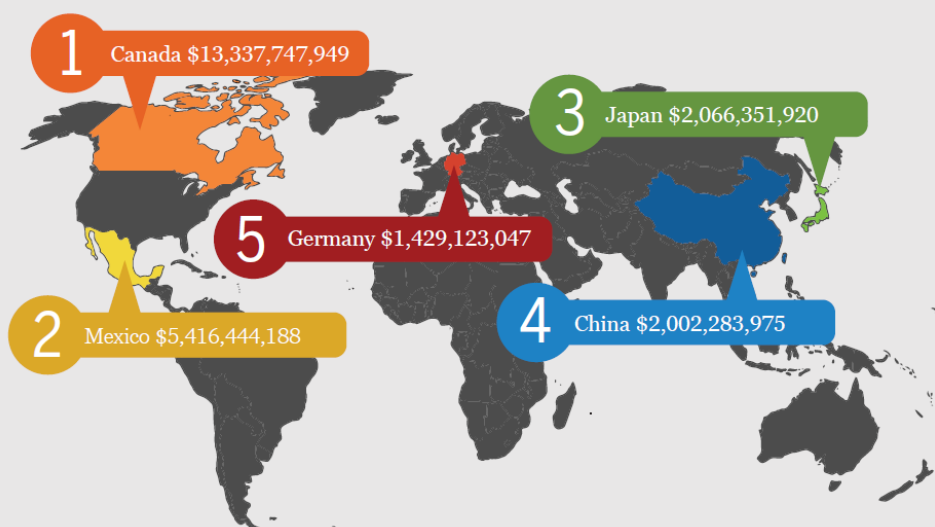 1 Canada $13,337,747,949
2 Mexico $5,416,444,188
3 Japan $2,066,351,920
4 China $2,002,283,975
5 Germany $1,429,123,047